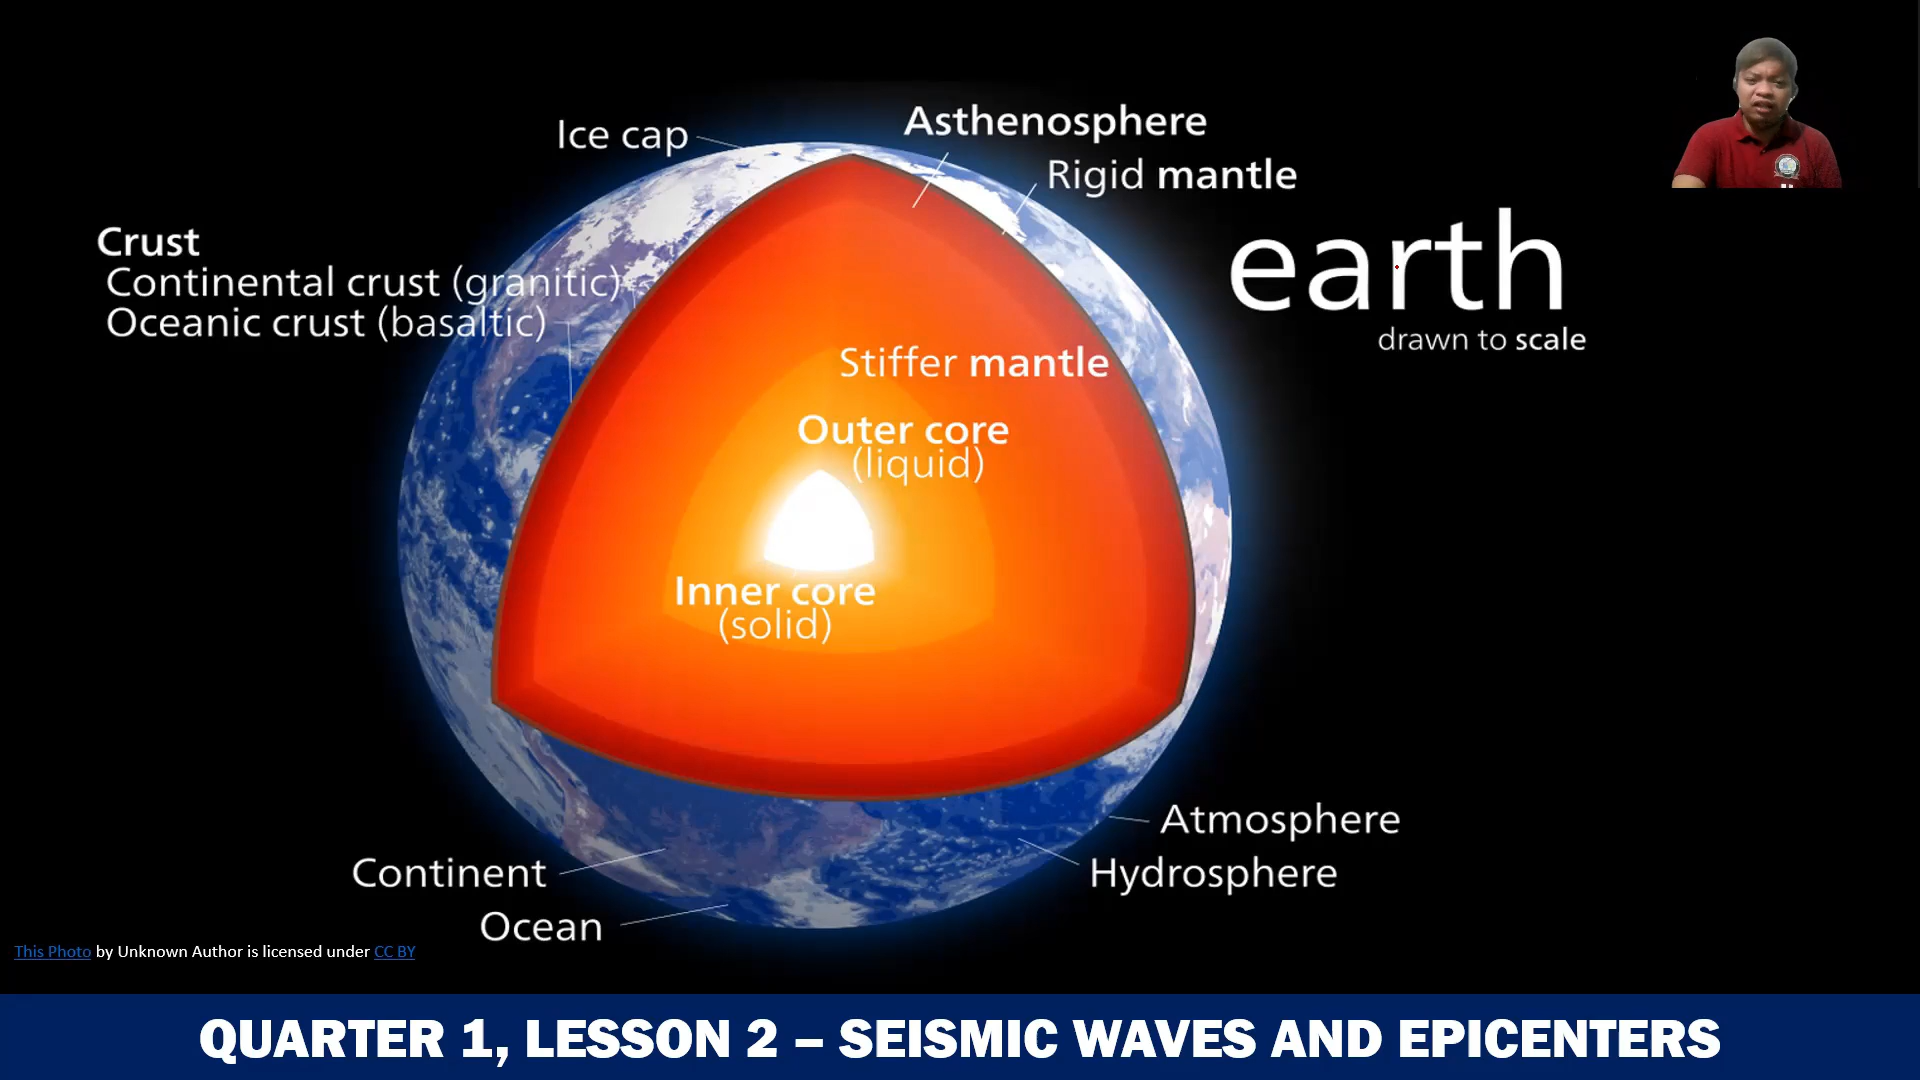 Ice cap
Asthenosphere
Rigid mantle
Crust
Continental crust (granitic)
Oceanic crust (basaltic)
earth
drawn to scale
Stiffer mantle
Outer core
(liquid)
Inner core
(solid)
Atmosphere
Continent
Hydrosphere
Ocean
This Photo by Unknown Author is licensed under CC BY
QUARTER 1, LESSON 2 – SEISMIC WAVES AND EPICENTERS